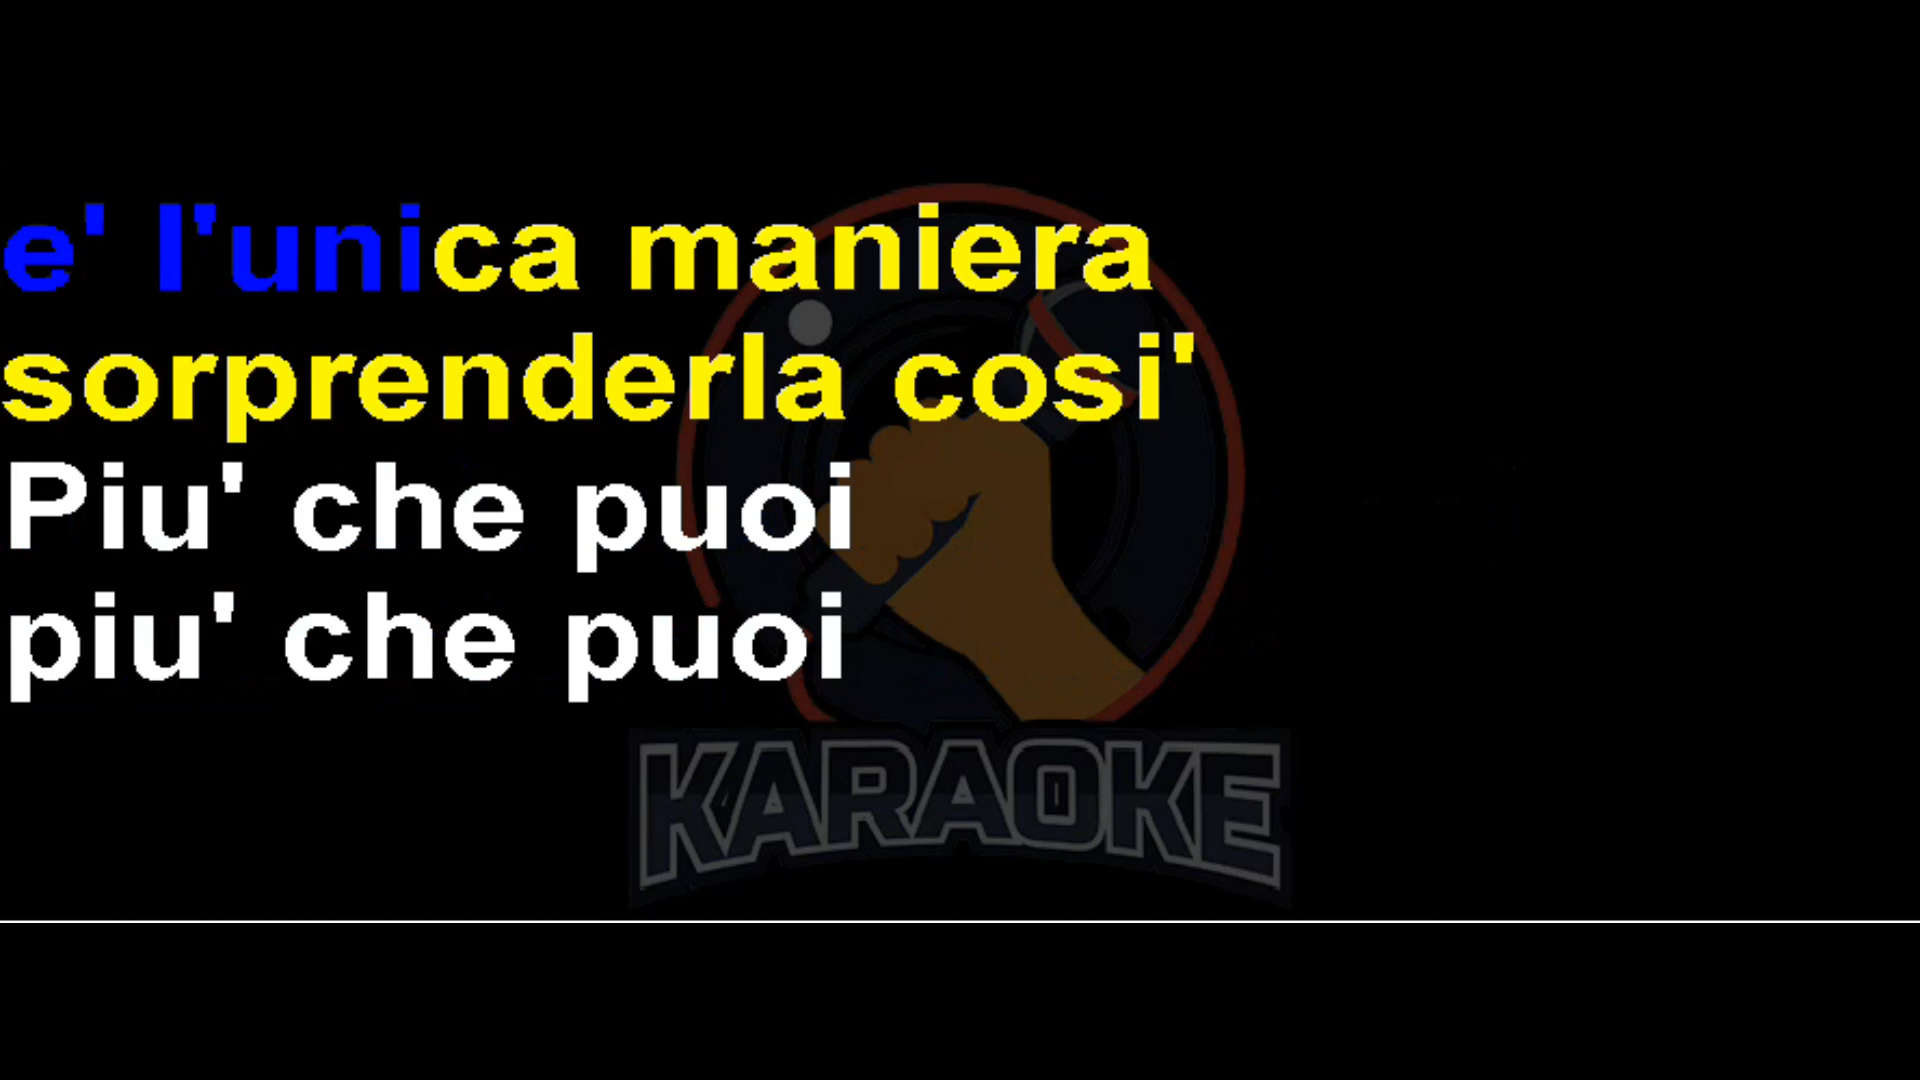 e' l'unica maniera
sorprenderla cosi'
Piu' che puoi
piu' che puoi
KARAOKE